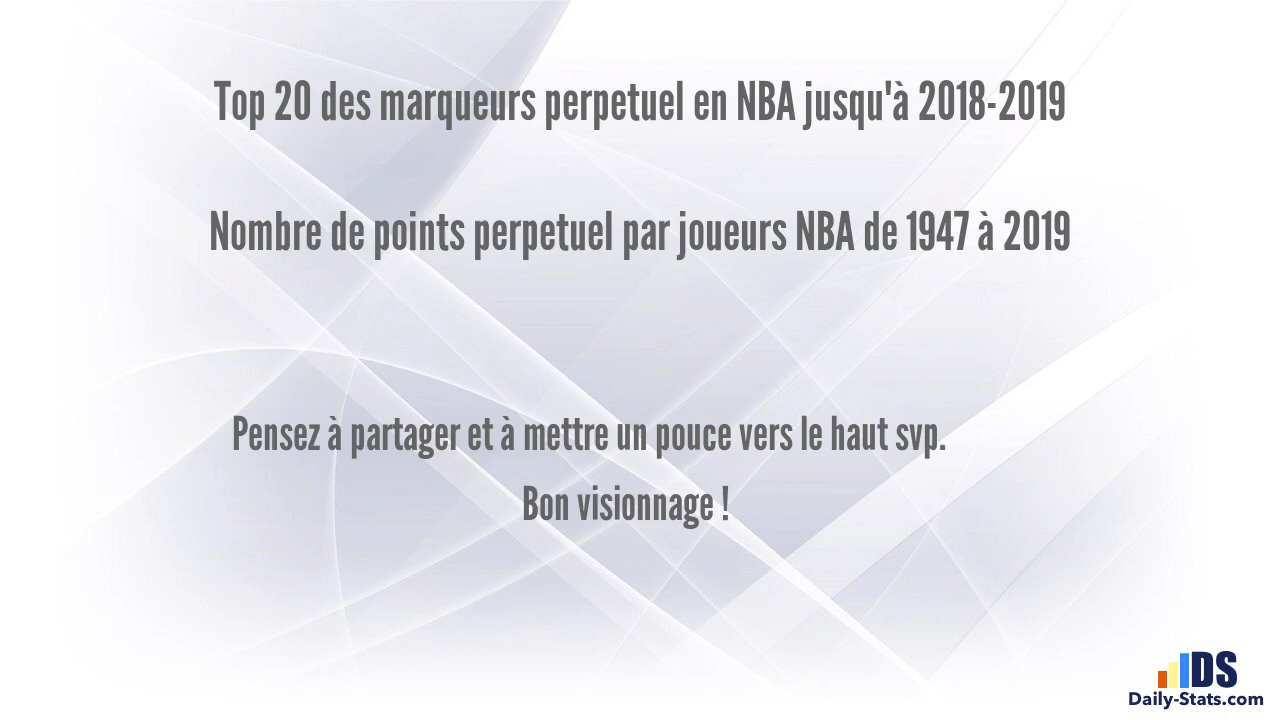 Top 20 des marqueurs perpetuel en NBA jusqu'à 2018-2019
Nombre de points perpetuel par joueurs NBA de 1947 à 2019
Pensez à partager et à mettre un pouce vers le haut svp.
Bon visionnage !
DS
Daily-Stats.com